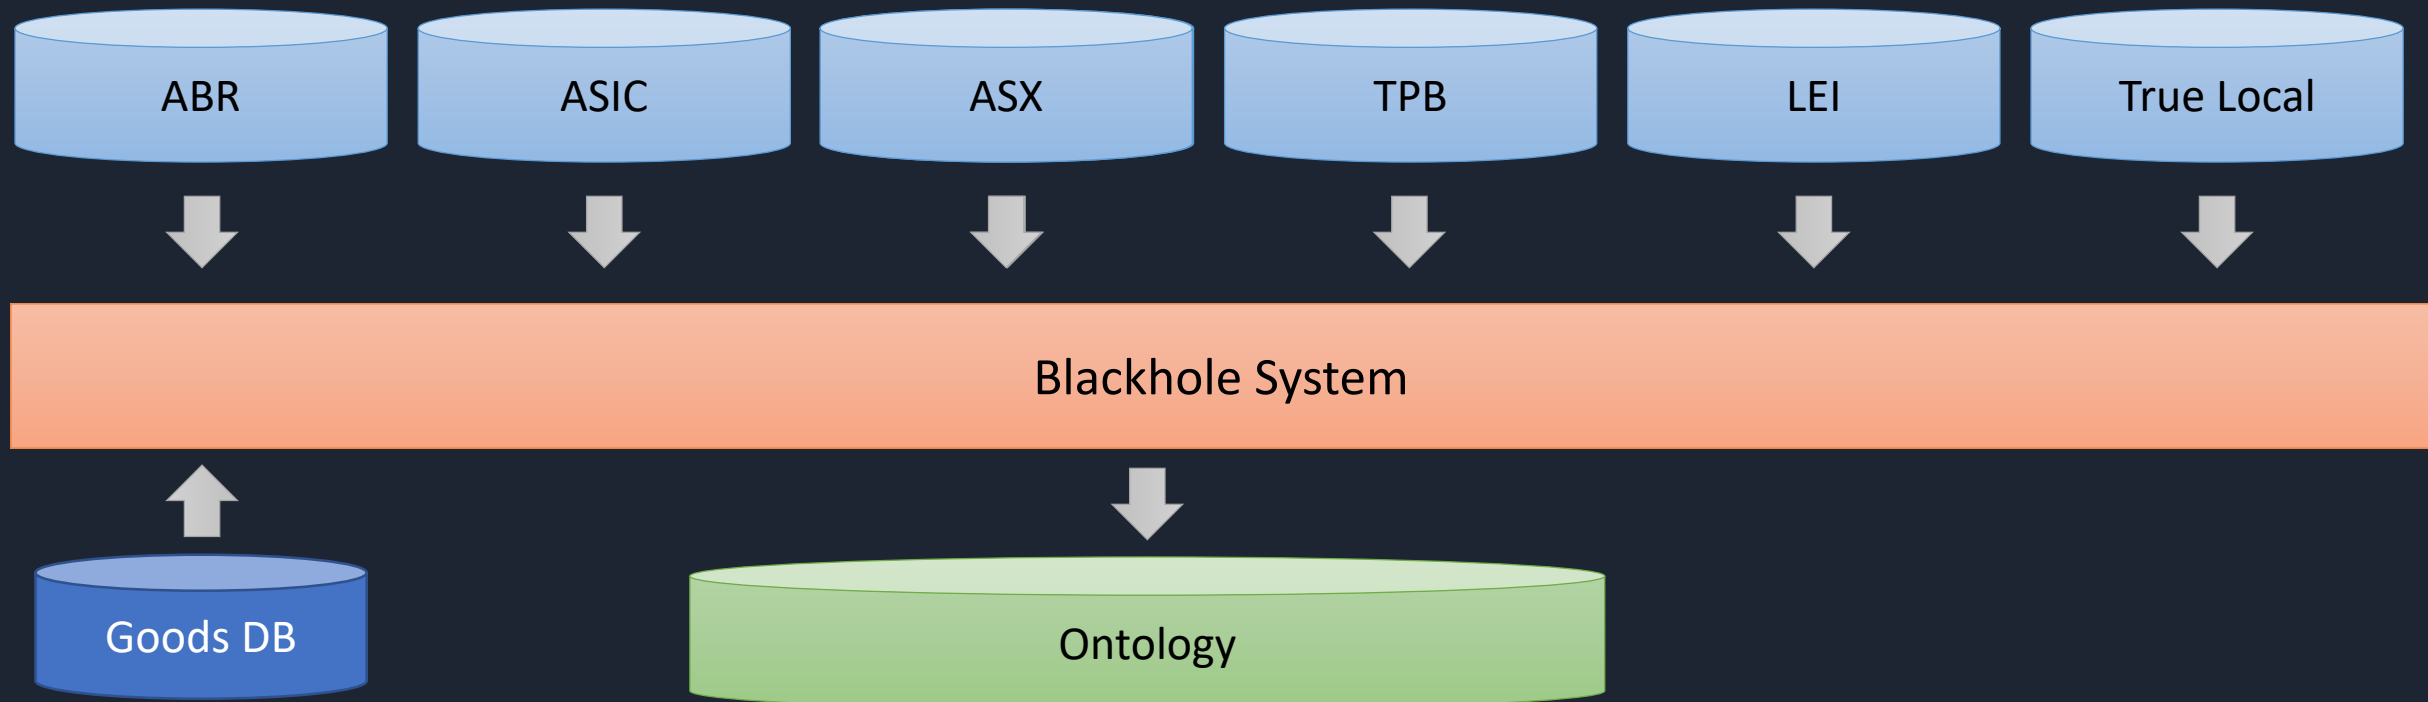 ABR
ASIC
ASX
TPB
LEI
True Local
Blackhole System
Goods DB
Ontology